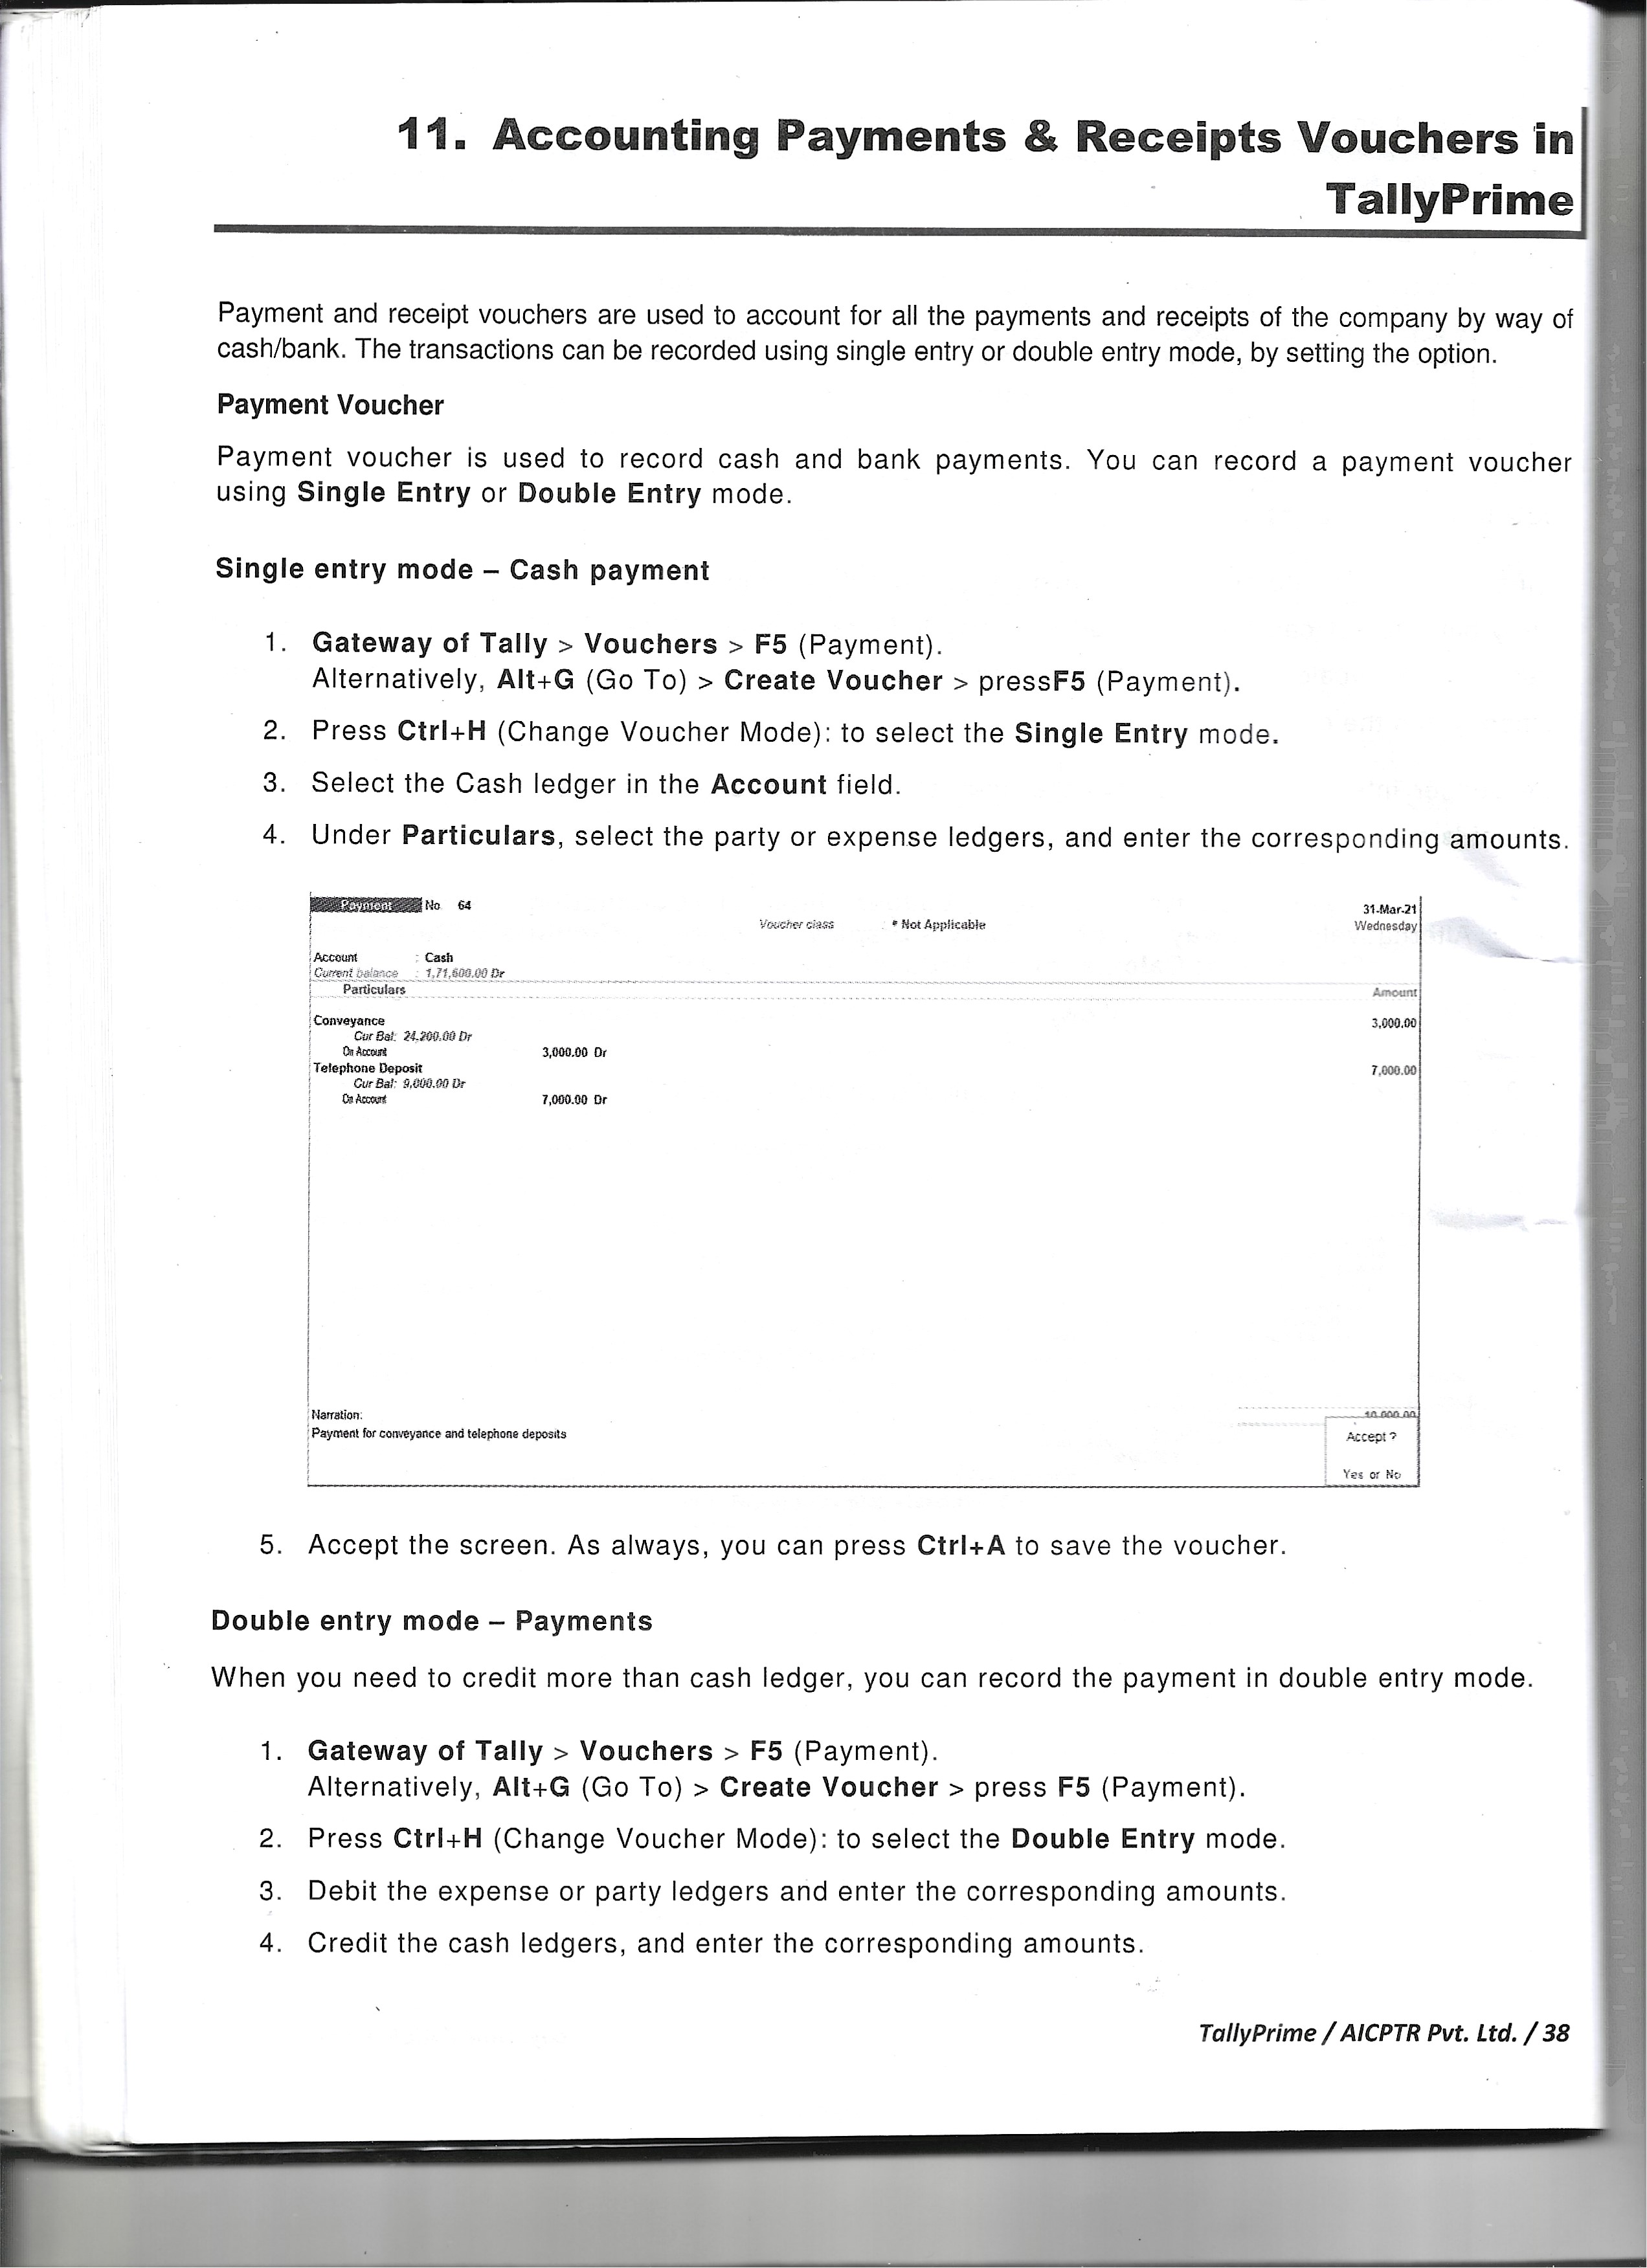 11. Accounting Payments & Receipts Vouchers in
TallyPrime
Payment and receipt vouchers are used to account for all the payments and receipts of the company by way of
cash/bank. The transactions can be recorded using single entry or double entry mode, by setting the option.
Payment Voucher
Payment voucher is used to record cash and bank payments. You can record a payment voucher
using Single Entry or Double Entry mode.
Single entry mode – Cash payment
1. Gateway of Tally > Vouchers > F5 (Payment).
Alternatively, Alt+G (Go To) > Create Voucher > pressF5 (Payment).
2. Press Ctrl+H (Change Voucher Mode): to select the Single Entry mode.
3. Select the Cash ledger in the Account field.
4. Under Particulars, select the party or expense ledgers, and enter the corresponding amounts.
Payment No. 64 31-Mar-21
Voucher class : * Not Applicable Wednesday
Account : Cash
Current balance : 1,71,600.00 Dr
Particulars Amount
Conveyance 3,000.00
Cur Bal: 24,200.00 Dr
On Account 3,000.00 Dr
Telephone Deposit 7,000.00
Cur Bal: 9,000.00 Dr
On Account 7,000.00 Dr
Narration: 10,000.00
Payment for conveyance and telephone deposits
Accept ?
Yes or No
5. Accept the screen. As always, you can press Ctrl+A to save the voucher.
Double entry mode – Payments
When you need to credit more than cash ledger, you can record the payment in double entry mode.
1. Gateway of Tally > Vouchers > F5 (Payment).
Alternatively, Alt+G (Go To) > Create Voucher > press F5 (Payment).
2. Press Ctrl+H (Change Voucher Mode): to select the Double Entry mode.
3. Debit the expense or party ledgers and enter the corresponding amounts.
4. Credit the cash ledgers, and enter the corresponding amounts.
TallyPrime / AICPTR Pvt. Ltd. / 38